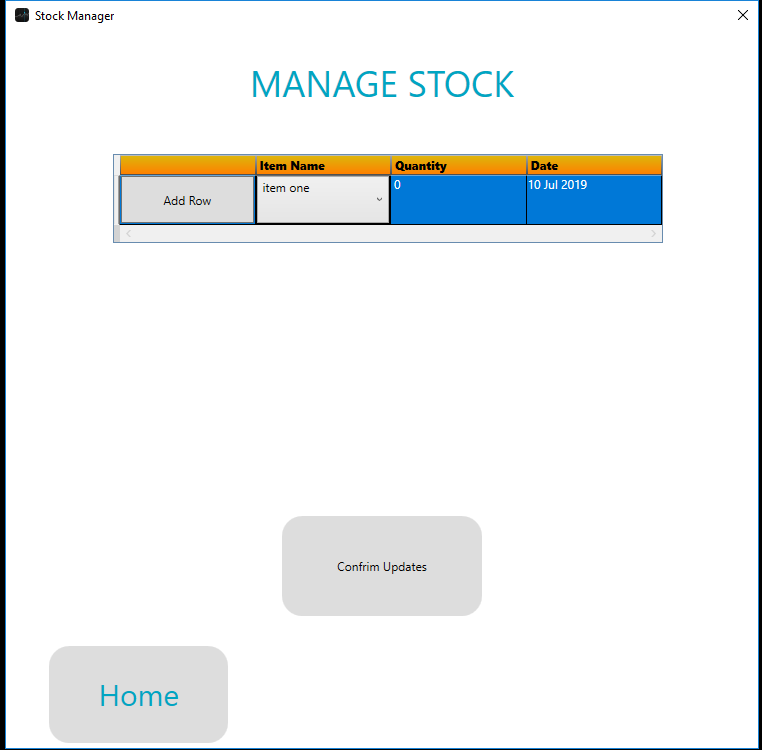 Stock Manager
MANAGE STOCK
Item Name Quantity Date
Add Row item one 0 10 Jul 2019
Confrim Updates
Home